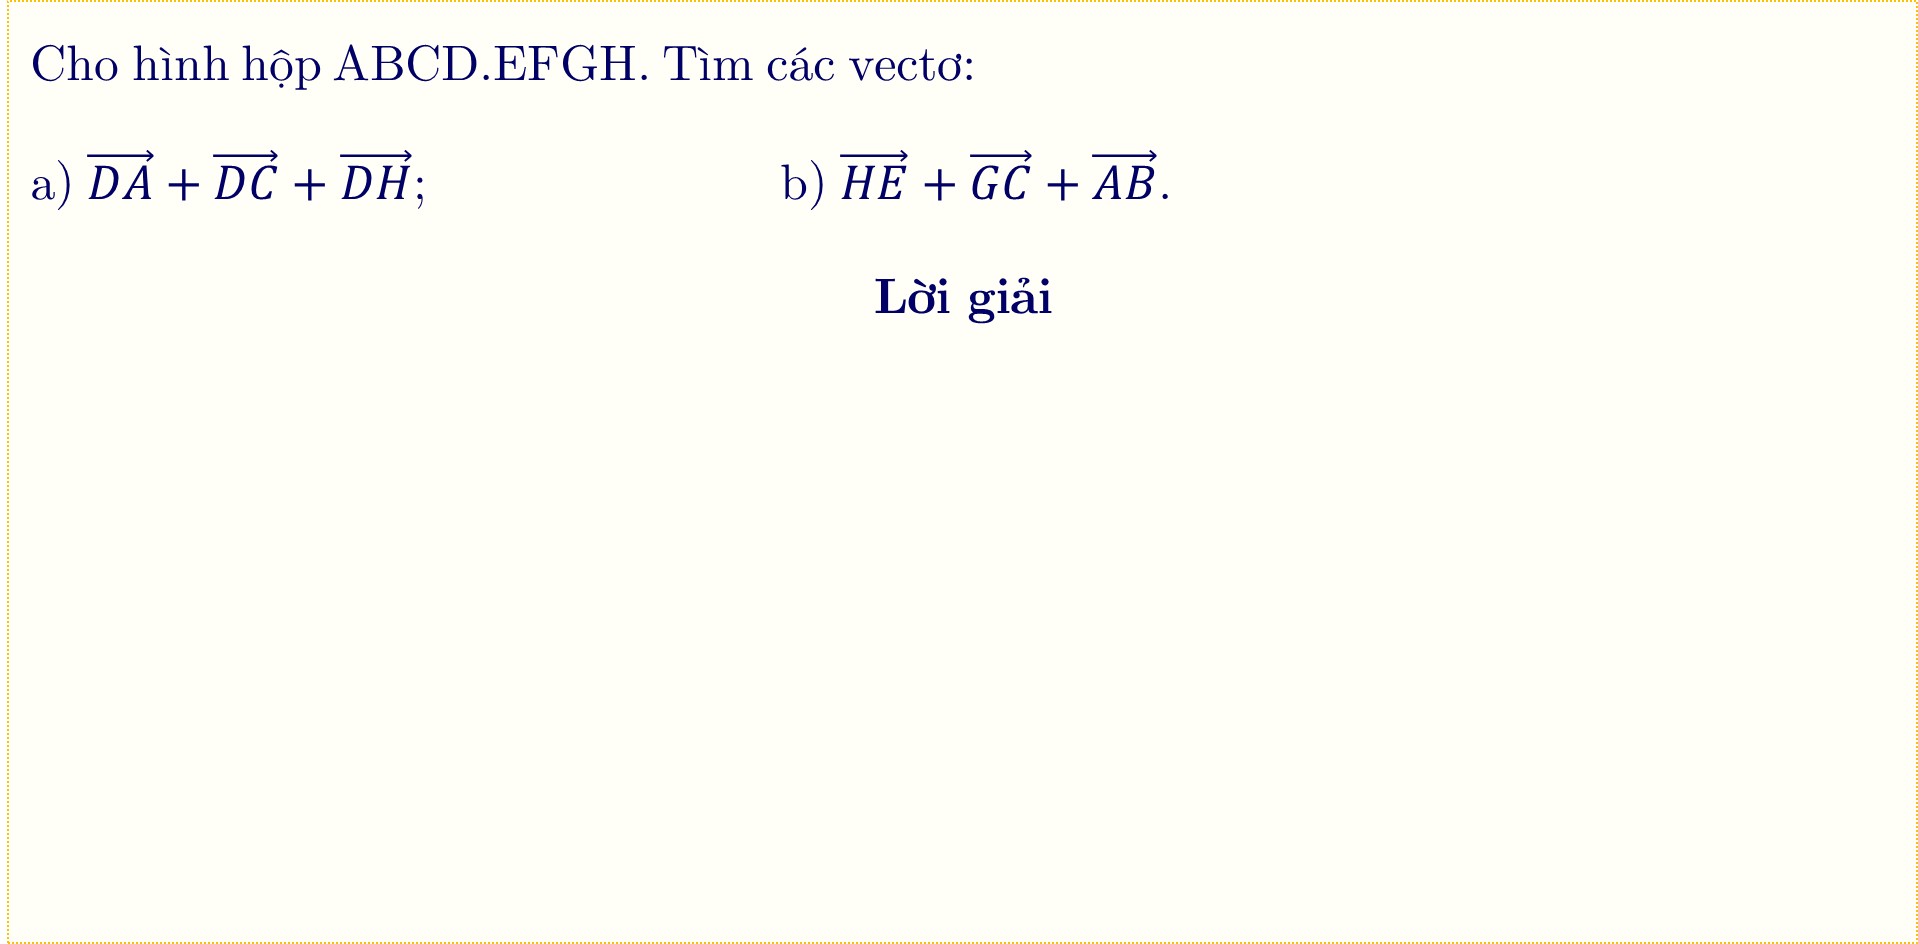 Cho hình hộp ABCD.EFGH. Tìm các vectơ:
a) $\overrightarrow{DA} + \overrightarrow{DC} + \overrightarrow{DH}$; b) $\overrightarrow{HE} + \overrightarrow{GC} + \overrightarrow{AB}$.
Lời giải